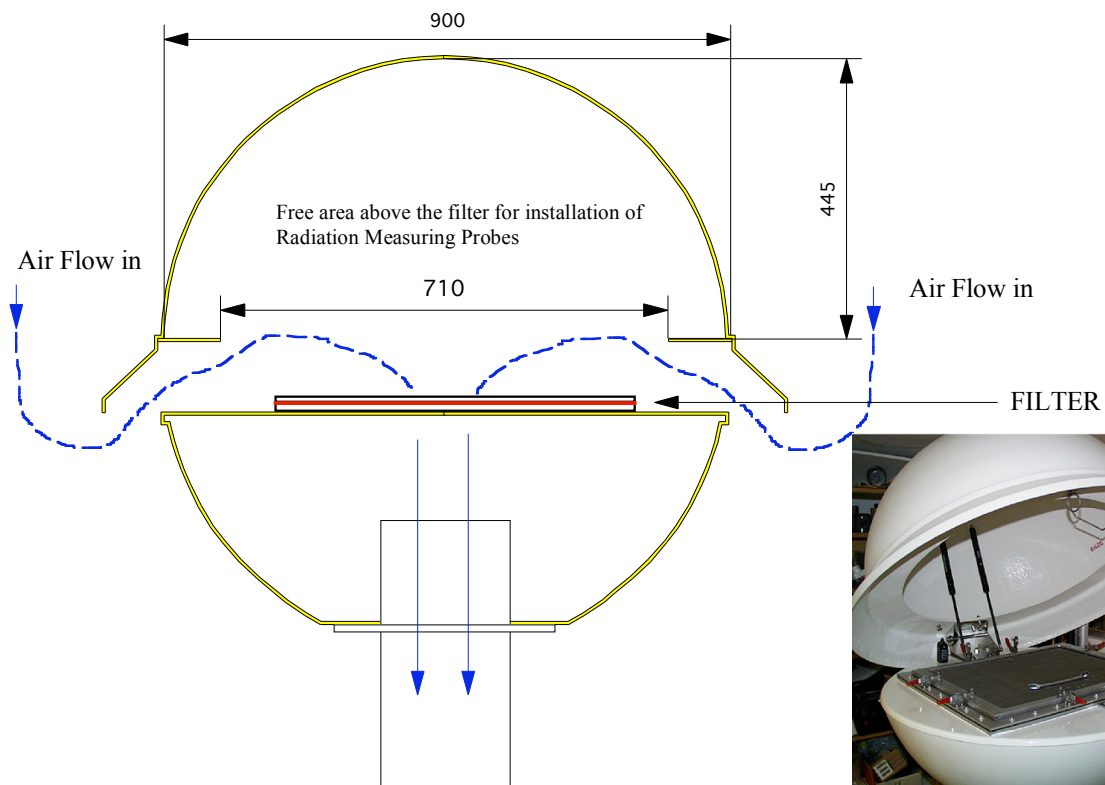 900
445
Free area above the filter for installation of
Radiation Measuring Probes
Air Flow in
710
Air Flow in
FILTER